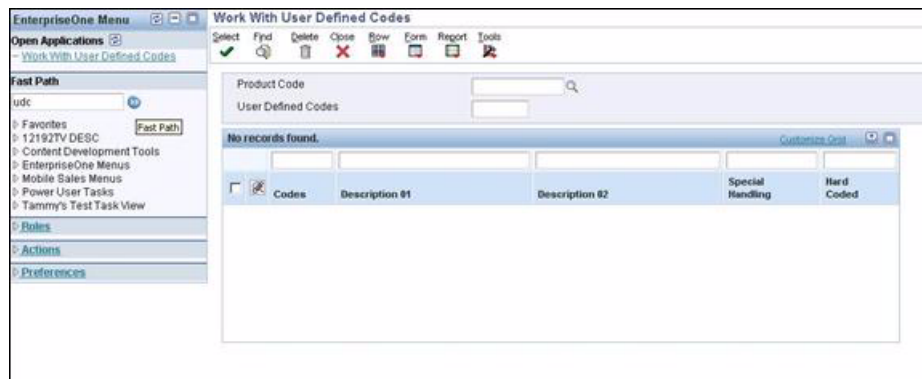 EnterpriseOne Menu
Open Applications
Work With User Defined Codes
Fast Path
udc
Fast Path
Favorites
12192TV DESC
Content Development Tools
EnterpriseOne Menus
Mobile Sales Menus
Power User Tasks
Tammy's Test Task View
Roles
Actions
Preferences
Work With User Defined Codes
Select Find Delete Close Row Form Report Tools
Product Code
User Defined Codes
No records found. Customize Grid
Codes Description 01 Description 02 Special Handling Hard Coded